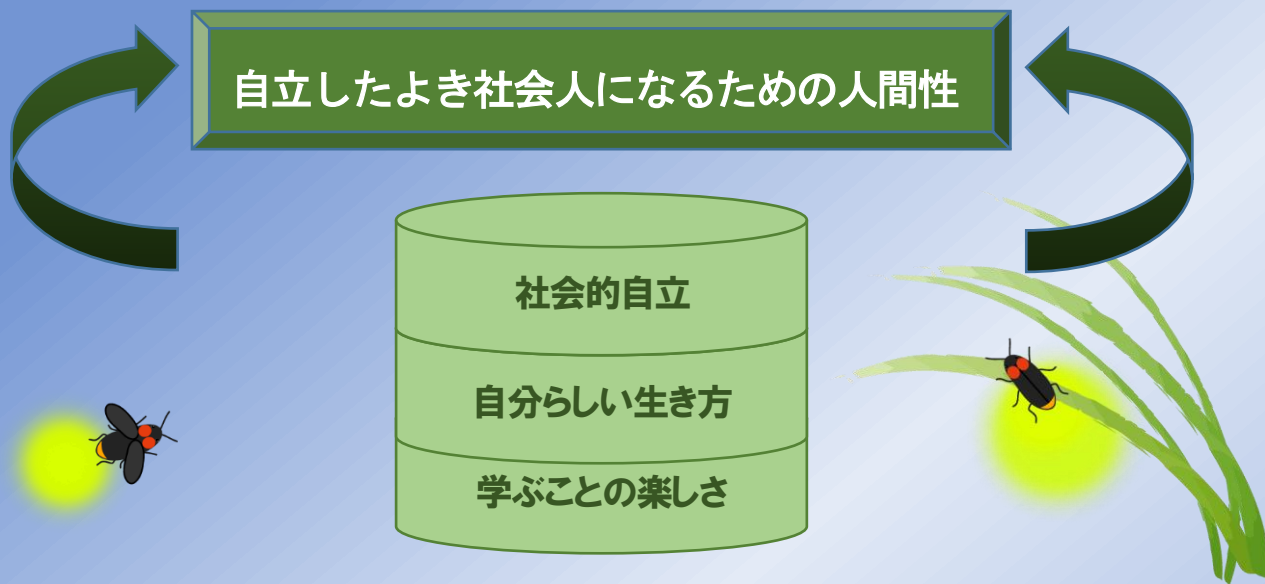 自立したよき社会人になるための人間性
社会的自立
自分らしい生き方
学ぶことの楽しさ